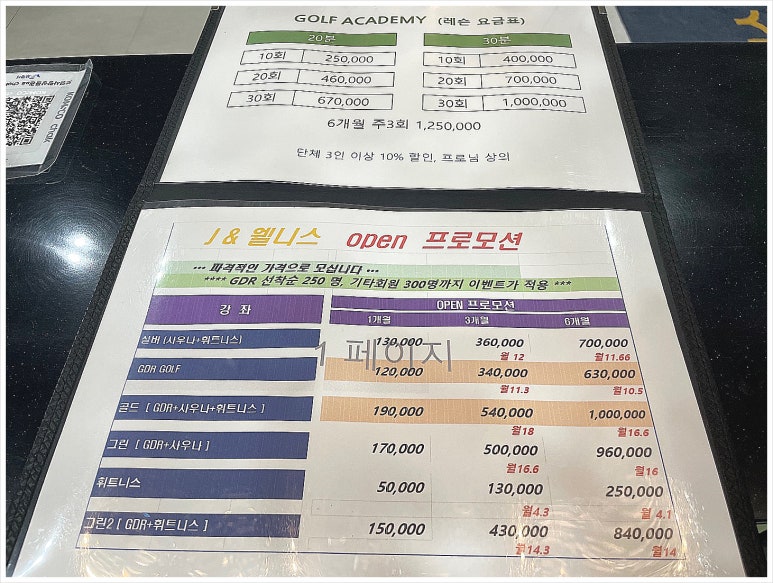 GOLF ACADEMY (레슨 요금표)
20분 30분
10회 250,000 10회 400,000
20회 460,000 20회 700,000
30회 670,000 30회 1,000,000
6개월 주3회 1,250,000
단체 3인 이상 10% 할인, 프로님 상의
KIWACO Chalk
J & 웰니스 open 프로모션
··· 파격적인 가격으로 모십니다 ···
**** GDR 선착순 250 명, 기타회원 300명까지 이벤트가 적용 ***
강 좌 OPEN 프로모션
1개월 3개월 6개월
실버 (사우나+휘트니스) 130,000 360,000 700,000
월 12 월11.66
GDR GOLF 120,000 340,000 630,000
월11.3 월10.5
골드 [ GDR+사우나+휘트니스 ] 190,000 540,000 1,000,000
월18 월16.6
그린 [ GDR+사우나 ] 170,000 500,000 960,000
월16.6 월16
휘트니스 50,000 130,000 250,000
월4.3 월 4.1
그린2 [ GDR+휘트니스 ] 150,000 430,000 840,000
월14.3 월14
1 페이지